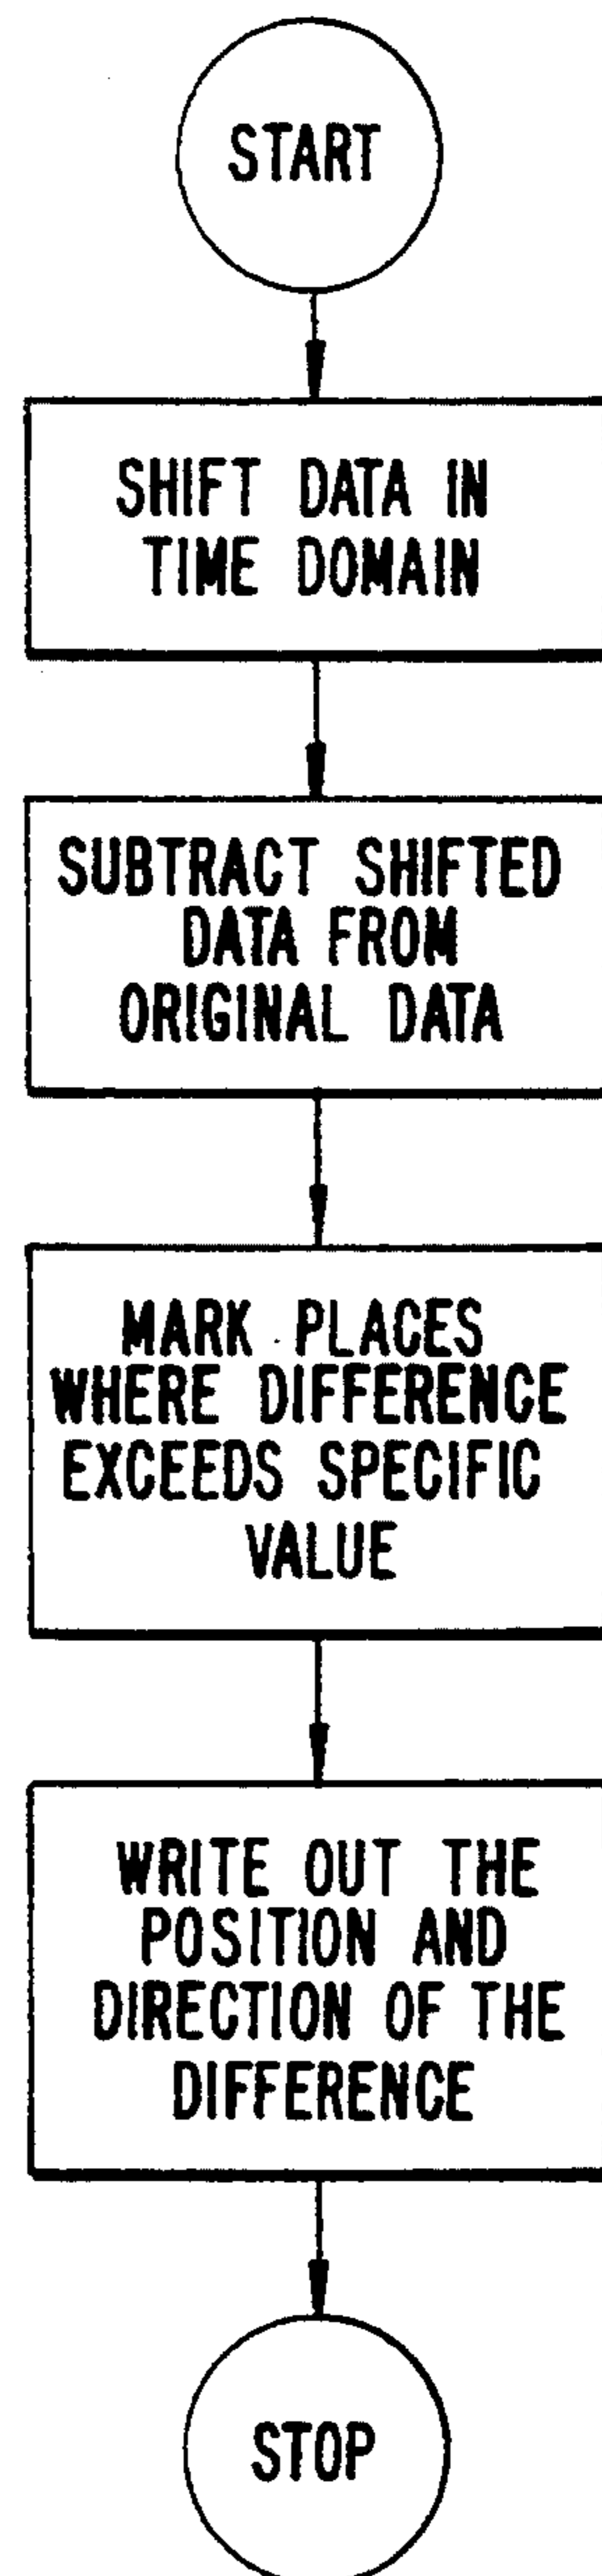 START
SHIFT DATA IN
TIME DOMAIN
SUBTRACT SHIFTED
DATA FROM
ORIGINAL DATA
MARK PLACES
WHERE DIFFERENCE
EXCEEDS SPECIFIC
VALUE
WRITE OUT THE
POSITION AND
DIRECTION OF THE
DIFFERENCE
STOP